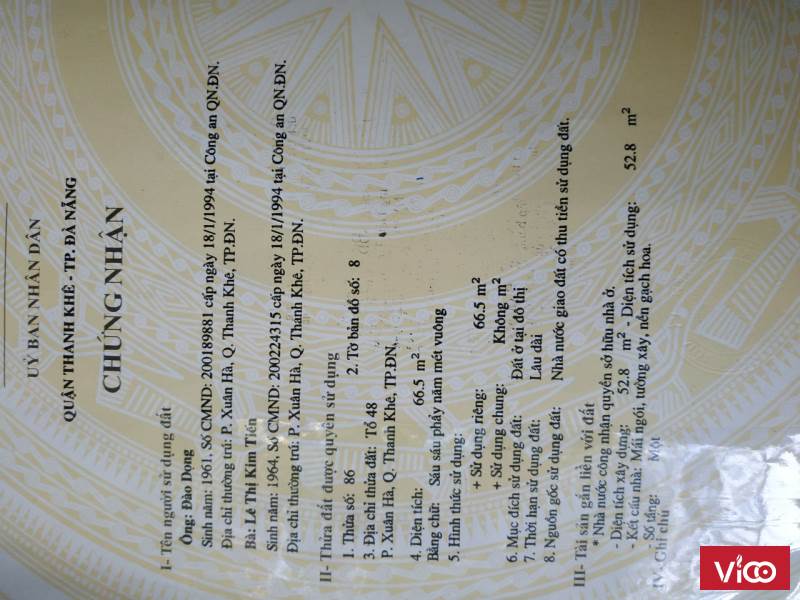 UỶ BAN NHÂN DÂN
QUẬN THANH KHÊ - TP. ĐÀ NẴNG
CHỨNG NHẬN
I- Tên người sử dụng đất
Ông: Đào Dọng
Sinh năm: 1961, Số CMND: 200189881 cấp ngày 18/1/1994 tại Công an QN.ĐN.
Địa chỉ thường trú: P. Xuân Hà, Q. Thanh Khê, TP.ĐN.
Bà: Lê Thị Kim Tiến
Sinh năm: 1964, Số CMND: 200224315 cấp ngày 18/1/1994 tại Công an QN.ĐN.
Địa chỉ thường trú: P. Xuân Hà, Q. Thanh Khê, TP.ĐN.
II- Thửa đất được quyền sử dụng
1. Thửa số: 86 2. Tờ bản đồ số: 8
3. Địa chỉ thửa đất: Tổ 48
P. Xuân Hà, Q. Thanh Khê, TP.ĐN.
4. Diện tích: 66.5 m²
Bằng chữ: Sáu sáu phẩy năm mét vuông
5. Hình thức sử dụng:
+ Sử dụng riêng: 66.5 m²
+ Sử dụng chung: Không m²
6. Mục đích sử dụng đất: Đất ở tại đô thị
7. Thời hạn sử dụng đất: Lâu dài
8. Nguồn gốc sử dụng đất: Nhà nước giao đất có thu tiền sử dụng đất.
III- Tài sản gắn liền với đất
* Nhà nước công nhận quyền sở hữu nhà ở.
- Diện tích xây dựng: 52.8 m² - Diện tích sử dụng: 52.8 m²
- Kết cấu nhà: Mái ngói, tường xây, nền gạch hoa.
- Số tầng: Một
IV- Ghi chú
ViCO